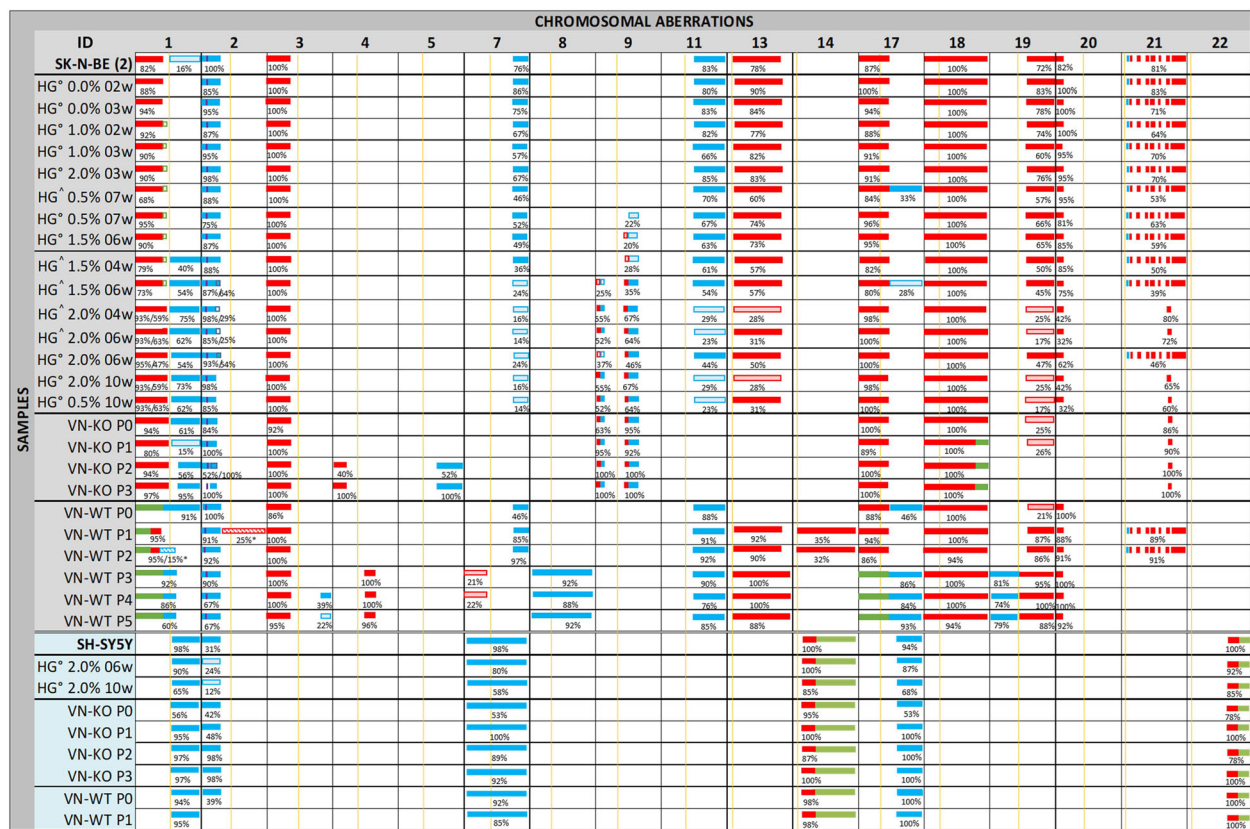 CHROMOSOMAL ABERRATIONS
ID 1 2 3 4 5 7 8 9 11 13 14 17 18 19 20 21 22
SAMPLES
SK-N-BE (2)
82% 16% 100% 100% 76% 83% 78% 87% 100% 72% 82% 81%
HG° 0.0% 02w
88% 85% 100% 86% 80% 90% 100% 100% 83% 100% 83%
HG° 0.0% 03w
94% 95% 100% 75% 83% 84% 94% 100% 78% 100% 71%
HG° 1.0% 02w
92% 87% 100% 67% 82% 77% 88% 100% 74% 100% 64%
HG° 1.0% 03w
90% 95% 100% 57% 66% 82% 91% 100% 60% 95% 70%
HG° 2.0% 03w
90% 98% 100% 67% 85% 83% 91% 100% 76% 95% 70%
HG^ 0.5% 07w
68% 88% 100% 46% 70% 60% 84% 33% 100% 57% 95% 53%
HG° 0.5% 07w
95% 75% 100% 52% 22% 67% 74% 96% 100% 66% 81% 63%
HG° 1.5% 06w
90% 87% 100% 49% 20% 63% 73% 95% 100% 65% 85% 59%
HG^ 1.5% 04w
79% 40% 88% 100% 36% 28% 61% 57% 82% 100% 50% 85% 50%
HG^ 1.5% 06w
73% 54% 87%/64% 100% 24% 25% 35% 54% 57% 80% 28% 100% 45% 75% 39%
HG^ 2.0% 04w
93%/59% 75% 98%/29% 100% 16% 55% 67% 29% 28% 98% 100% 25% 42% 80%
HG^ 2.0% 06w
93%/63% 62% 85%/25% 100% 14% 52% 64% 23% 31% 100% 100% 17% 32% 72%
HG° 2.0% 06w
95%/47% 54% 93%/54% 100% 24% 37% 46% 44% 50% 100% 100% 47% 62% 46%
HG° 2.0% 10w
93%/59% 73% 98% 100% 16% 55% 67% 29% 28% 98% 100% 25% 42% 65%
HG° 0.5% 10w
93%/63% 62% 85% 100% 14% 52% 64% 23% 31% 100% 100% 17% 32% 60%
VN-KO P0
94% 61% 84% 92% 63% 95% 100% 100% 25% 86%
VN-KO P1
80% 15% 100% 100% 95% 92% 89% 100% 26% 90%
VN-KO P2
94% 56% 52%/100% 100% 40% 52% 100% 100% 100% 100% 100%
VN-KO P3
97% 95% 100% 100% 100% 100% 100% 100% 100% 100% 100%
VN-WT P0
91% 100% 86% 46% 88% 88% 46% 100% 21% 100%
VN-WT P1
95% 91% 25%* 100% 85% 91% 92% 35% 94% 100% 87% 88% 89%
VN-WT P2
95%/15%* 92% 100% 97% 92% 90% 32% 86% 94% 86% 91% 91%
VN-WT P3
92% 90% 100% 100% 21% 92% 90% 100% 86% 100% 81% 95% 100%
VN-WT P4
86% 67% 39% 100% 100% 22% 88% 76% 100% 84% 100% 74% 100% 100%
VN-WT P5
60% 67% 22% 95% 96% 92% 85% 88% 93% 94% 79% 88% 92%
SH-SY5Y
98% 31% 98% 100% 94% 100%
HG° 2.0% 06w
90% 24% 80% 100% 87% 92%
HG° 2.0% 10w
65% 12% 58% 85% 68% 85%
VN-KO P0
56% 42% 53% 95% 53% 78%
VN-KO P1
95% 48% 100% 100% 100% 100%
VN-KO P2
97% 98% 89% 87% 100% 78%
VN-KO P3
97% 98% 92% 100% 100% 100%
VN-WT P0
94% 39% 92% 98% 100% 100%
VN-WT P1
95% 85% 98% 100% 100%